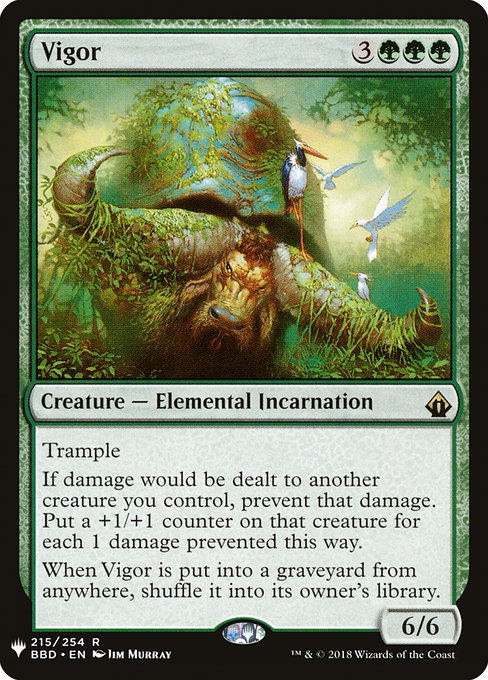 Vigor 3
Creature — Elemental Incarnation
Trample
If damage would be dealt to another
creature you control, prevent that damage.
Put a +1/+1 counter on that creature for
each 1 damage prevented this way.
When Vigor is put into a graveyard from
anywhere, shuffle it into its owner's library.
6/6
215/254 R
BBD • EN Jim Murray
™ & © 2018 Wizards of the Coast